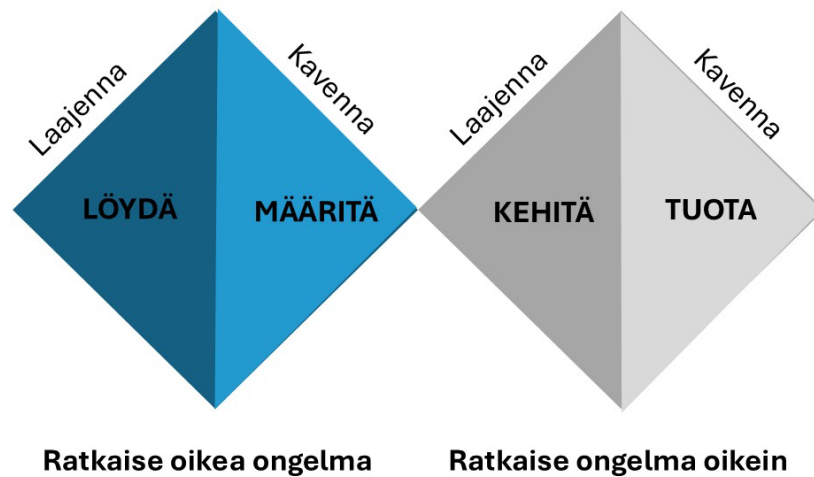 Laajenna
Kavenna
Laajenna
Kavenna
LÖYDÄ
MÄÄRITÄ
KEHITÄ
TUOTA
Ratkaise oikea ongelma
Ratkaise ongelma oikein